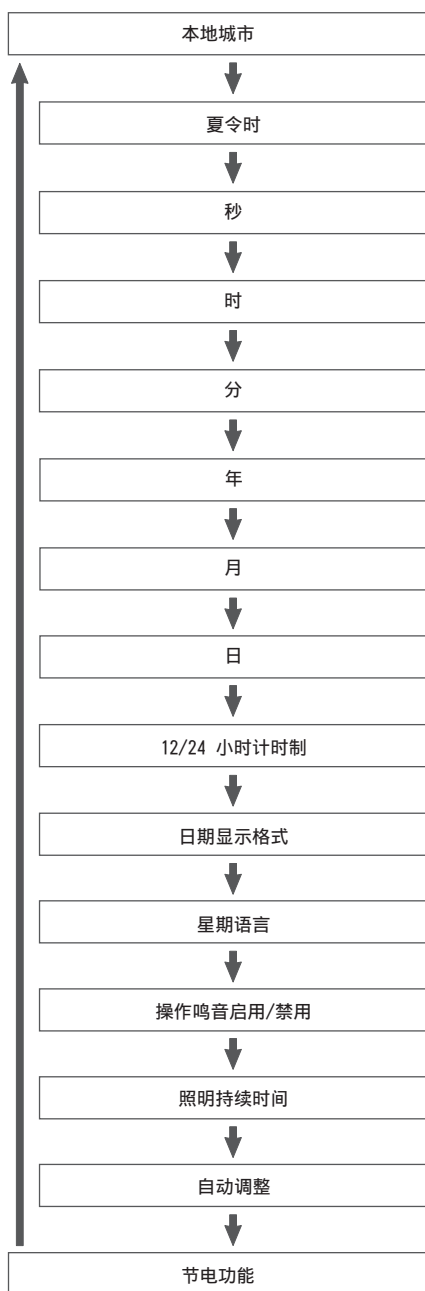 本地城市
夏令时
秒
时
分
年
月
日
12/24 小时计时制
日期显示格式
星期语言
操作鸣音启用/禁用
照明持续时间
自动调整
节电功能